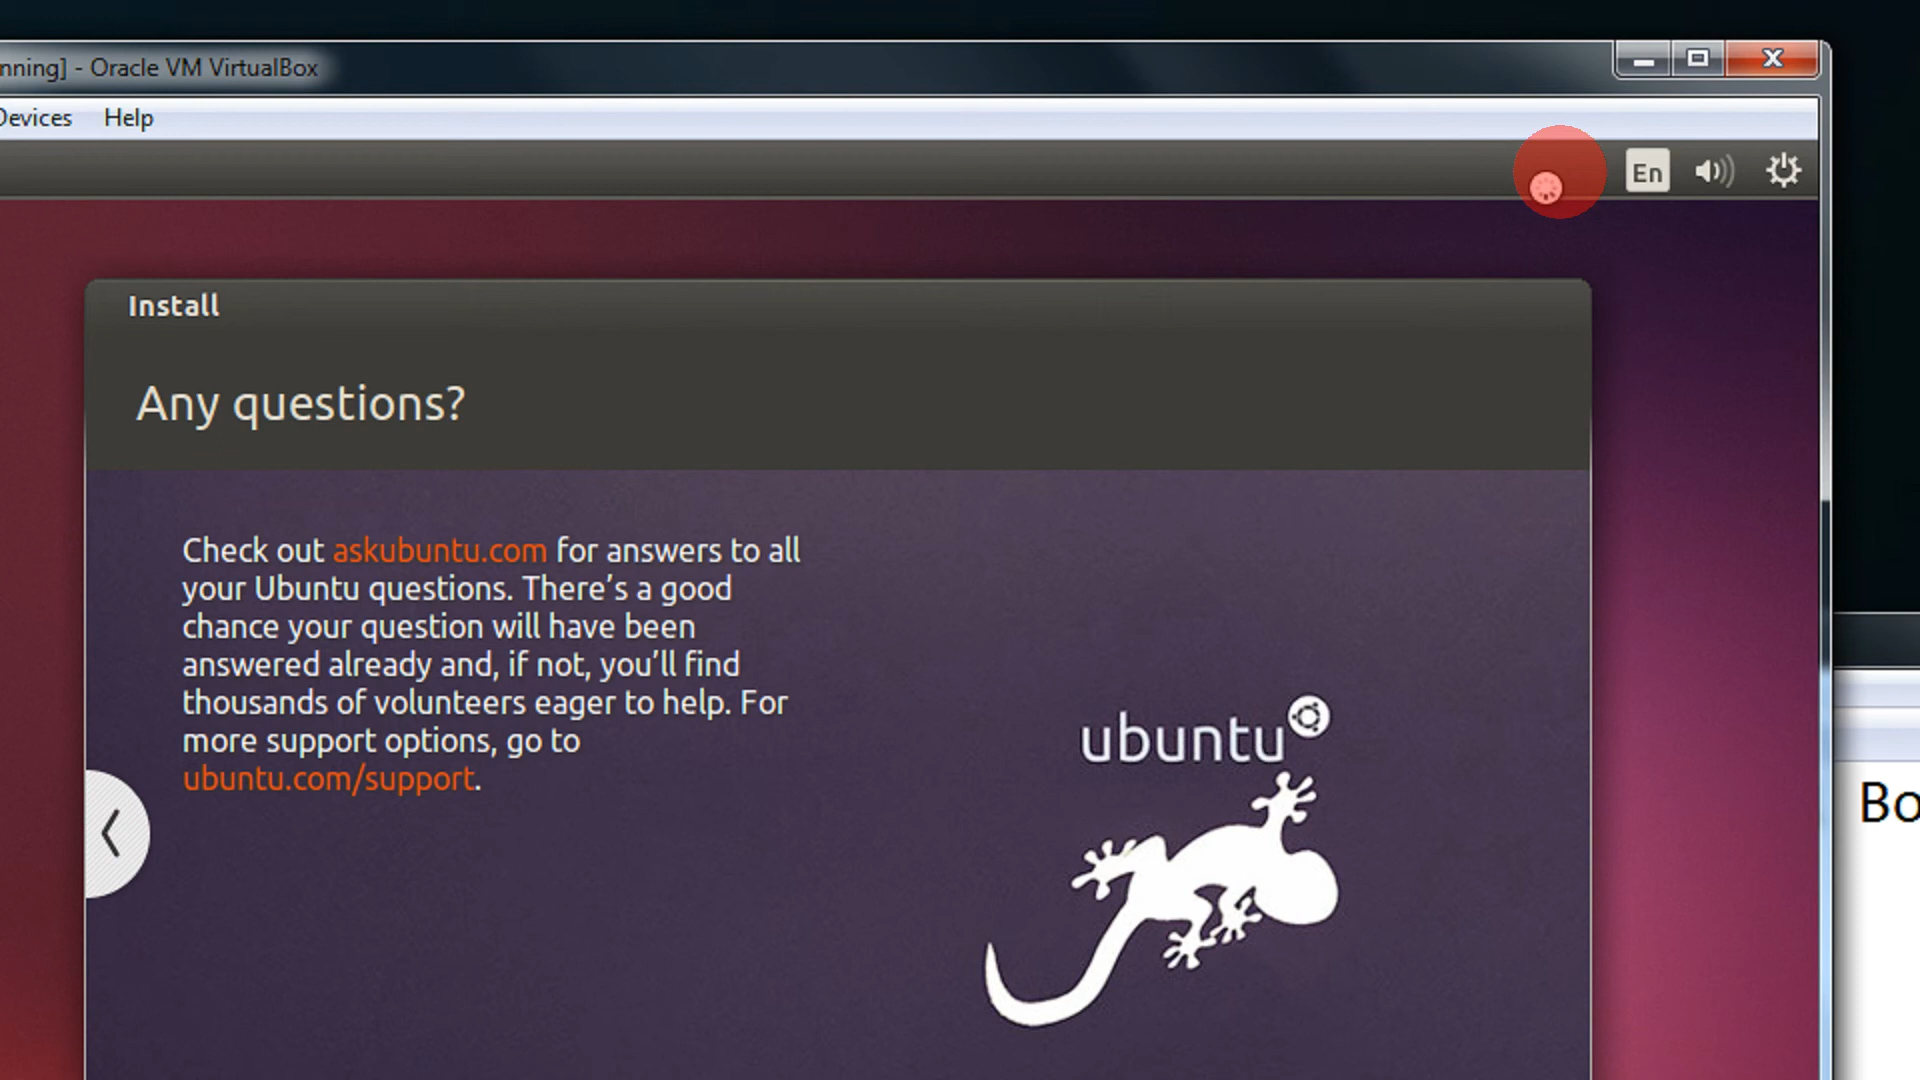 nning] - Oracle VM VirtualBox
Devices Help
En
Install
Any questions?
Check out askubuntu.com for answers to all
your Ubuntu questions. There’s a good
chance your question will have been
answered already and, if not, you’ll find
thousands of volunteers eager to help. For
more support options, go to
ubuntu.com/support.
ubuntu
Bo